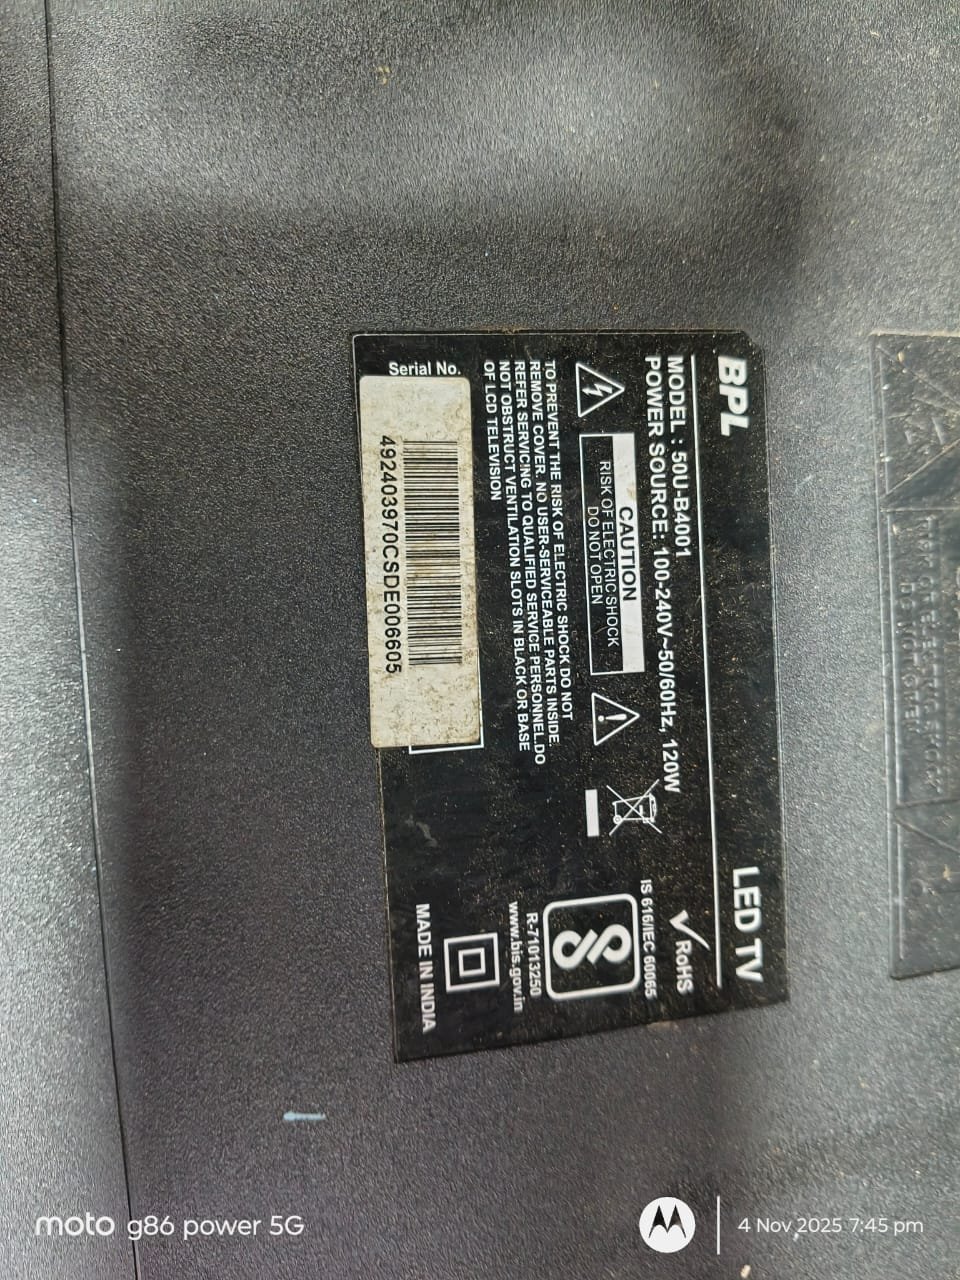 BPL
LED TV
MODEL : 50U-B4001
POWER SOURCE: 100-240V~50/60Hz, 120W
RoHS
CAUTION
RISK OF ELECTRIC SHOCK
DO NOT OPEN
IS 616/IEC 60065
R-71013250
www.bis.gov.in
TO PREVENT THE RISK OF ELECTRIC SHOCK DO NOT
REMOVE COVER. NO USER-SERVICEABLE PARTS INSIDE.
REFER SERVICING TO QUALIFIED SERVICE PERSONNEL.DO
NOT OBSTRUCT VENTILATION SLOTS IN BLACK OR BASE
OF LCD TELEVISION
Serial No.
492403970CSDE006605
MADE IN INDIA
DO NOT OPEN
moto g86 power 5G
4 Nov 2025 7:45 pm